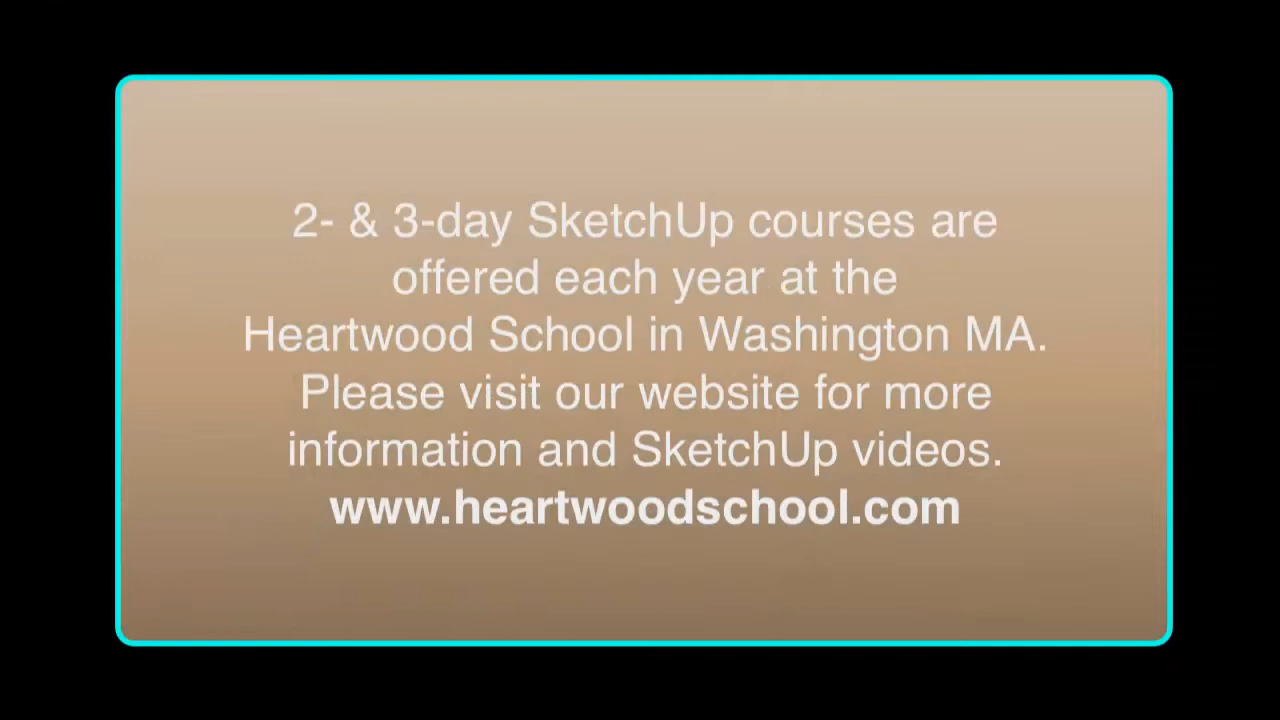 2- & 3-day SketchUp courses are
offered each year at the
Heartwood School in Washington MA.
Please visit our website for more
information and SketchUp videos.
www.heartwoodschool.com